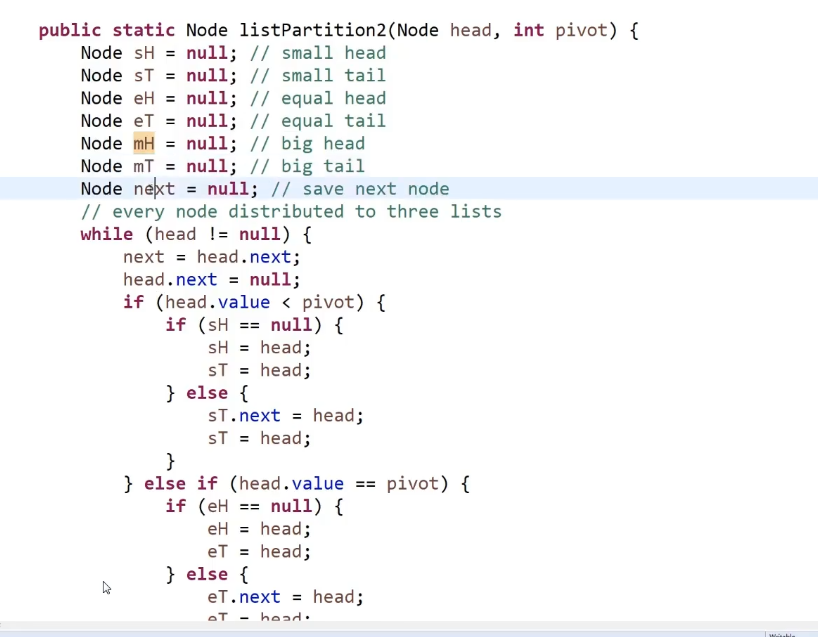 public static Node listPartition2(Node head, int pivot) {
Node sH = null; // small head
Node sT = null; // small tail
Node eH = null; // equal head
Node eT = null; // equal tail
Node mH = null; // big head
Node mT = null; // big tail
Node next = null; // save next node
// every node distributed to three lists
while (head != null) {
next = head.next;
head.next = null;
if (head.value < pivot) {
if (sH == null) {
sH = head;
sT = head;
} else {
sT.next = head;
sT = head;
}
} else if (head.value == pivot) {
if (eH == null) {
eH = head;
eT = head;
} else {
eT.next = head;
eT = head;